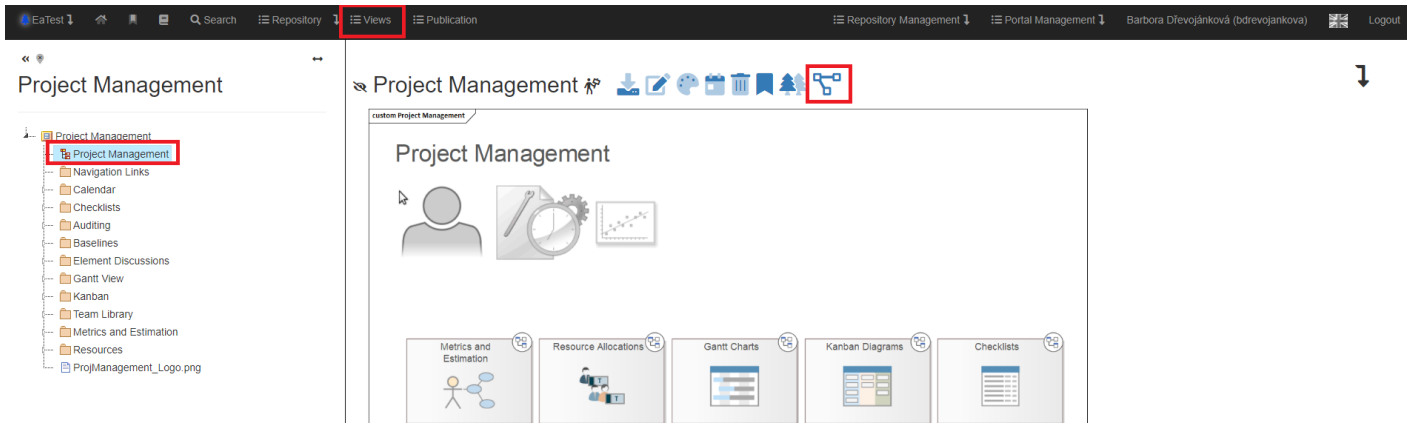 EaTest Search Repository Views Publication Repository Management Portal Management Barbora Dřevojánková (bdrevojankova) Logout
Project Management
Project Management
Project Management
Navigation Links
Calendar
Checklists
Auditing
Baselines
Element Discussions
Gantt View
Kanban
Team Library
Metrics and Estimation
Resources
ProjManagement_Logo.png
Project Management
custom Project Management
Project Management
Metrics and
Estimation
Resource Allocations
Gantt Charts
Kanban Diagrams
Checklists